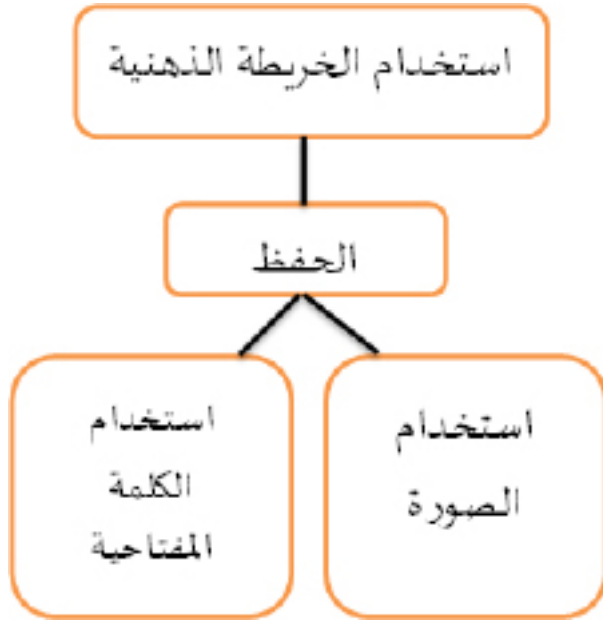 استخدام الخريطة الذهنية
الحفظ
استخدام
الصورة
استخدام
الكلمة
المفتاحية